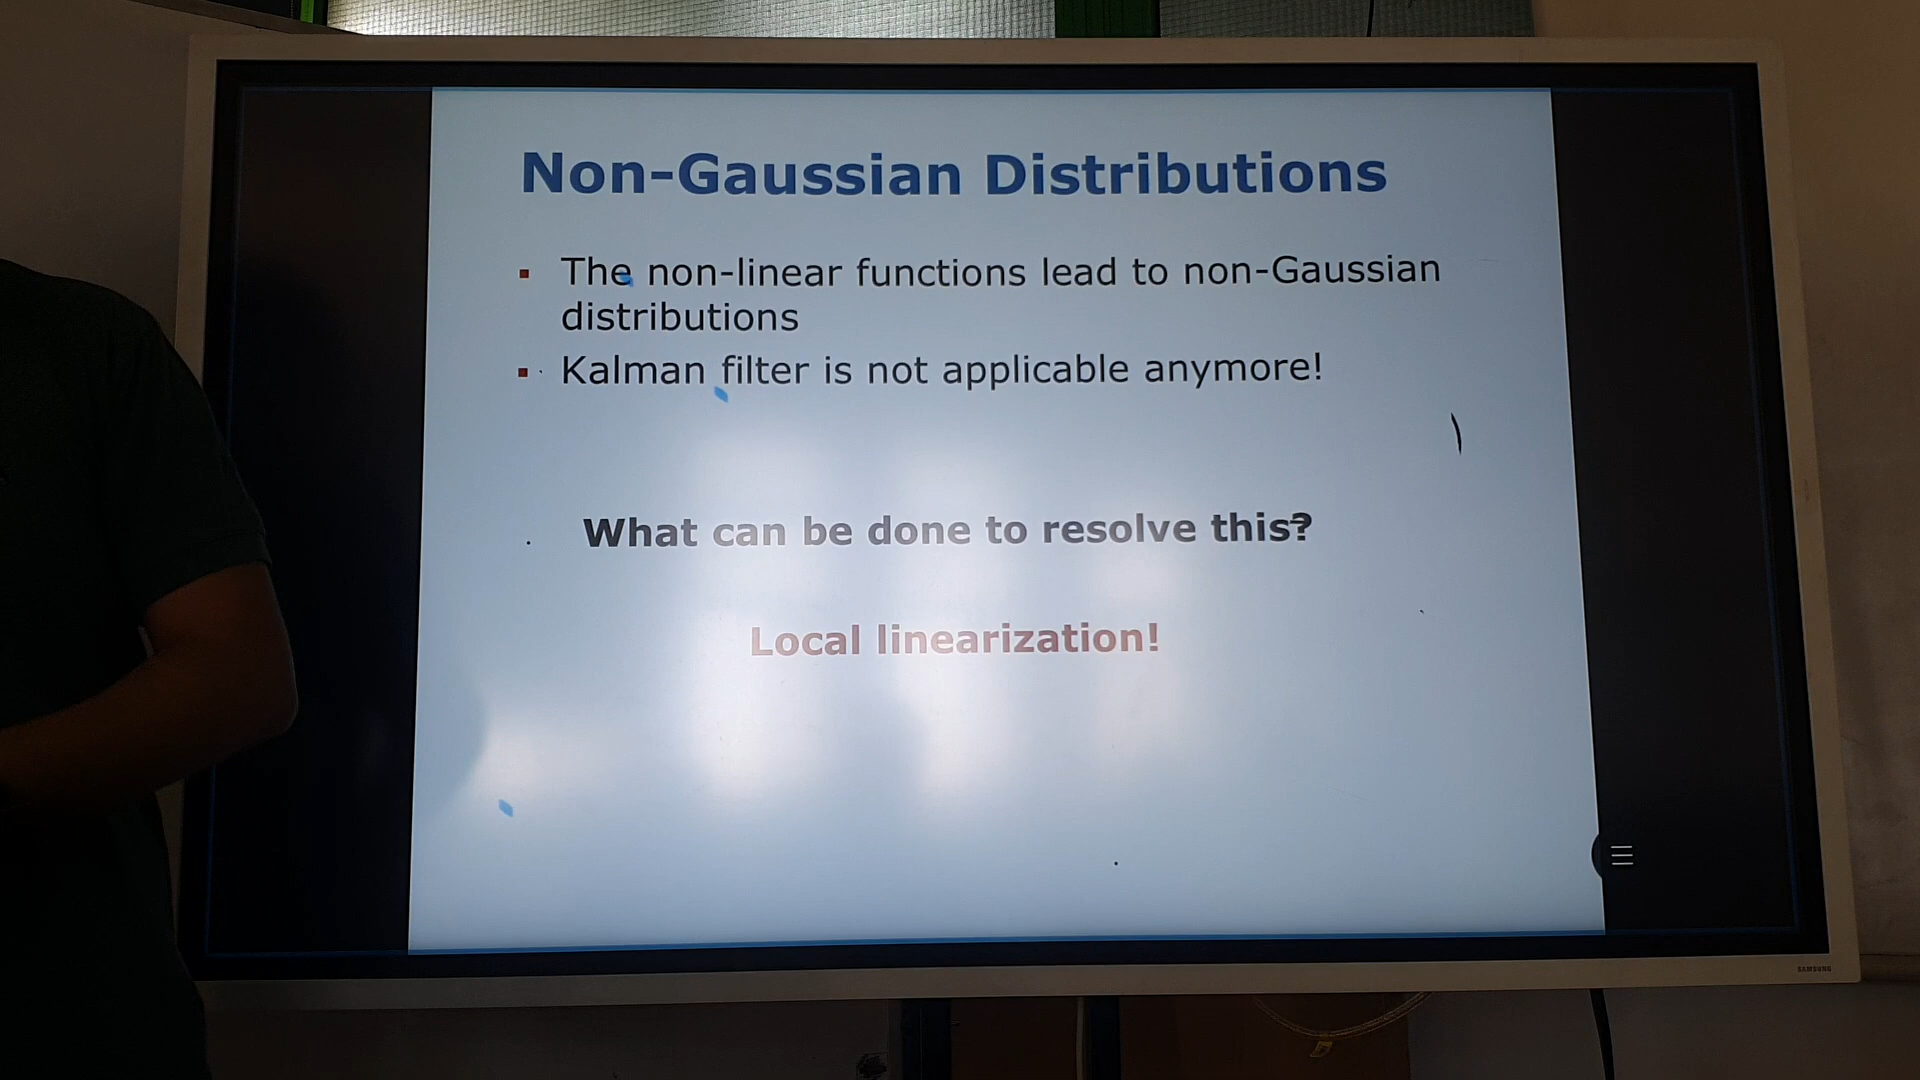 Non-Gaussian Distributions
The non-linear functions lead to non-Gaussian
distributions
Kalman filter is not applicable anymore!
What can be done to resolve this?
Local linearization!
SAMSUNG